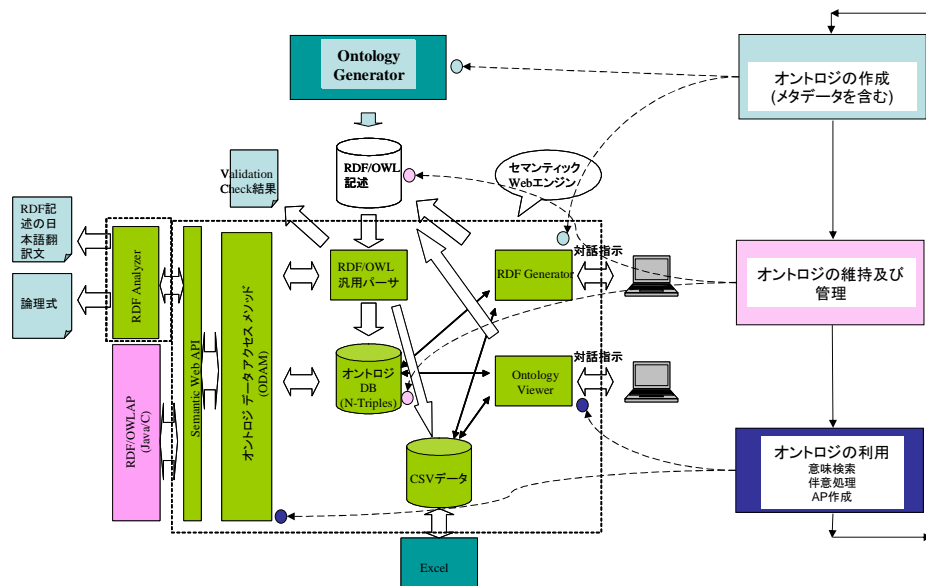 Ontology
Generator
オントロジの作成
(メタデータを含む)
RDF/OWL
記述
セマンティック
Webエンジン
Validation
Check結果
RDF記
述の日
本語翻
訳文
論理式
RDF Analyzer
RDF/OWLAP
(Java/C)
Semantic Web API
オントロジ データ アクセス メソッド
(ODAM)
RDF/OWL
汎用パーサ
オントロジ
DB
(N-Triples)
RDF Generator
対話指示
Ontology
Viewer
対話指示
CSVデータ
Excel
オントロジの維持及び
管理
オントロジの利用
意味検索
伴意処理
AP作成